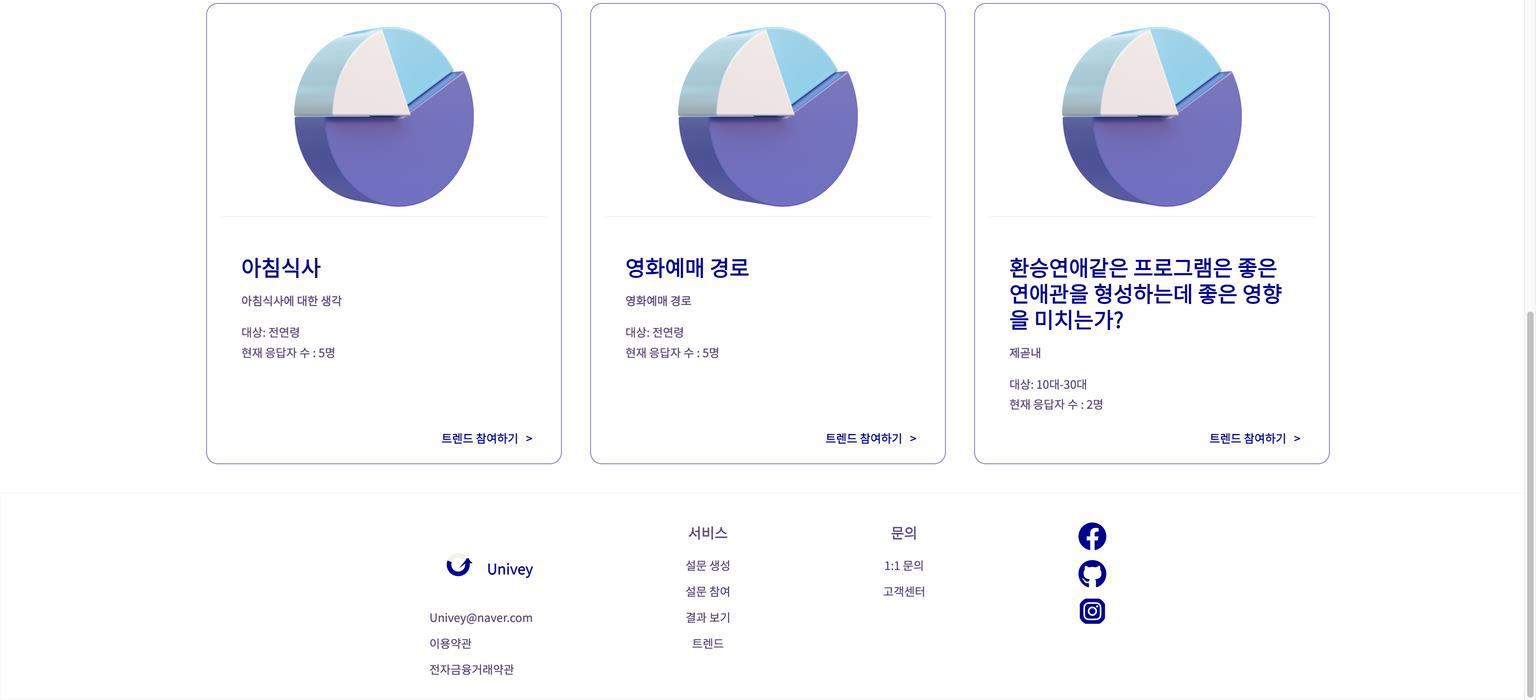 아침식사
아침식사에 대한 생각
대상: 전연령
현재 응답자 수 : 5명
트렌드 참여하기 >
영화예매 경로
영화예매 경로
대상: 전연령
현재 응답자 수 : 5명
트렌드 참여하기 >
환승연애같은 프로그램은 좋은
연애관을 형성하는데 좋은 영향
을 미치는가?
제곧내
대상: 10대-30대
현재 응답자 수 : 2명
트렌드 참여하기 >
Univey
Univey@naver.com
이용약관
전자금융거래약관
서비스
설문 생성
설문 참여
결과 보기
트렌드
문의
1:1 문의
고객센터